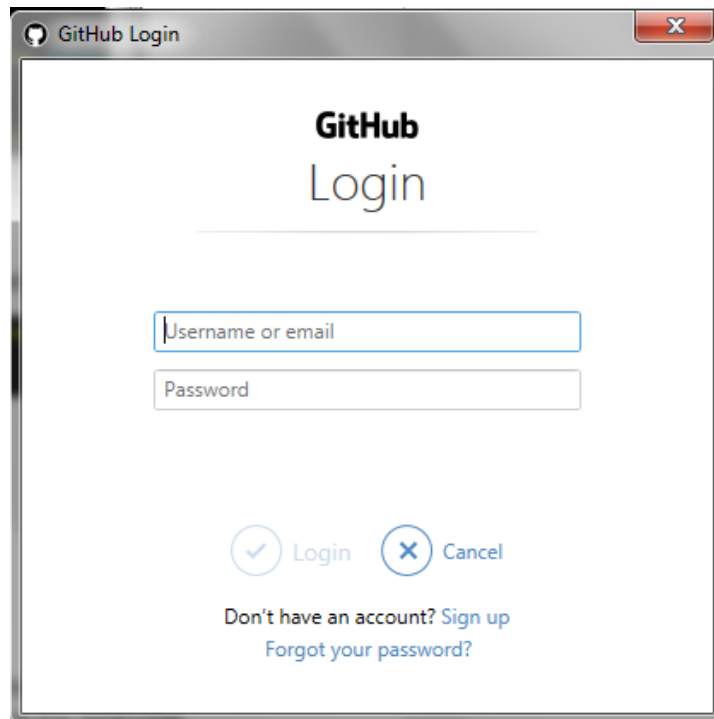 GitHub Login
GitHub
Login
Username or email
Password
Login Cancel
Don't have an account? Sign up
Forgot your password?